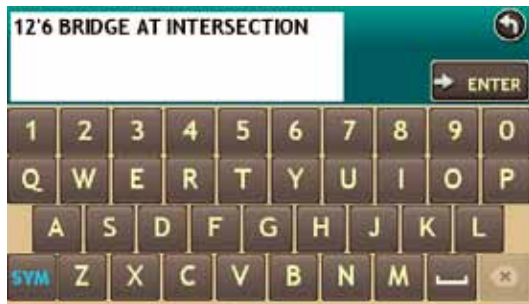 12'6 BRIDGE AT INTERSECTION
ENTER
1 2 3 4 5 6 7 8 9 0
Q W E R T Y U I O P
A S D F G H J K L
SYM Z X C V B N M